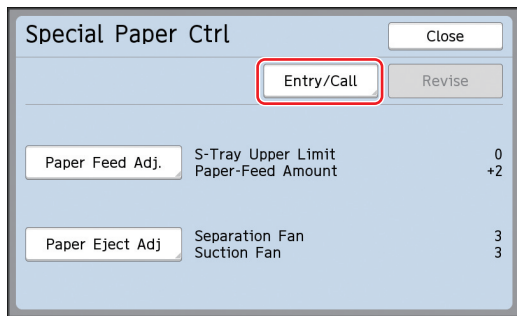 Special Paper Ctrl Close
Entry/Call Revise
Paper Feed Adj. S-Tray Upper Limit 0
Paper-Feed Amount +2
Paper Eject Adj Separation Fan 3
Suction Fan 3